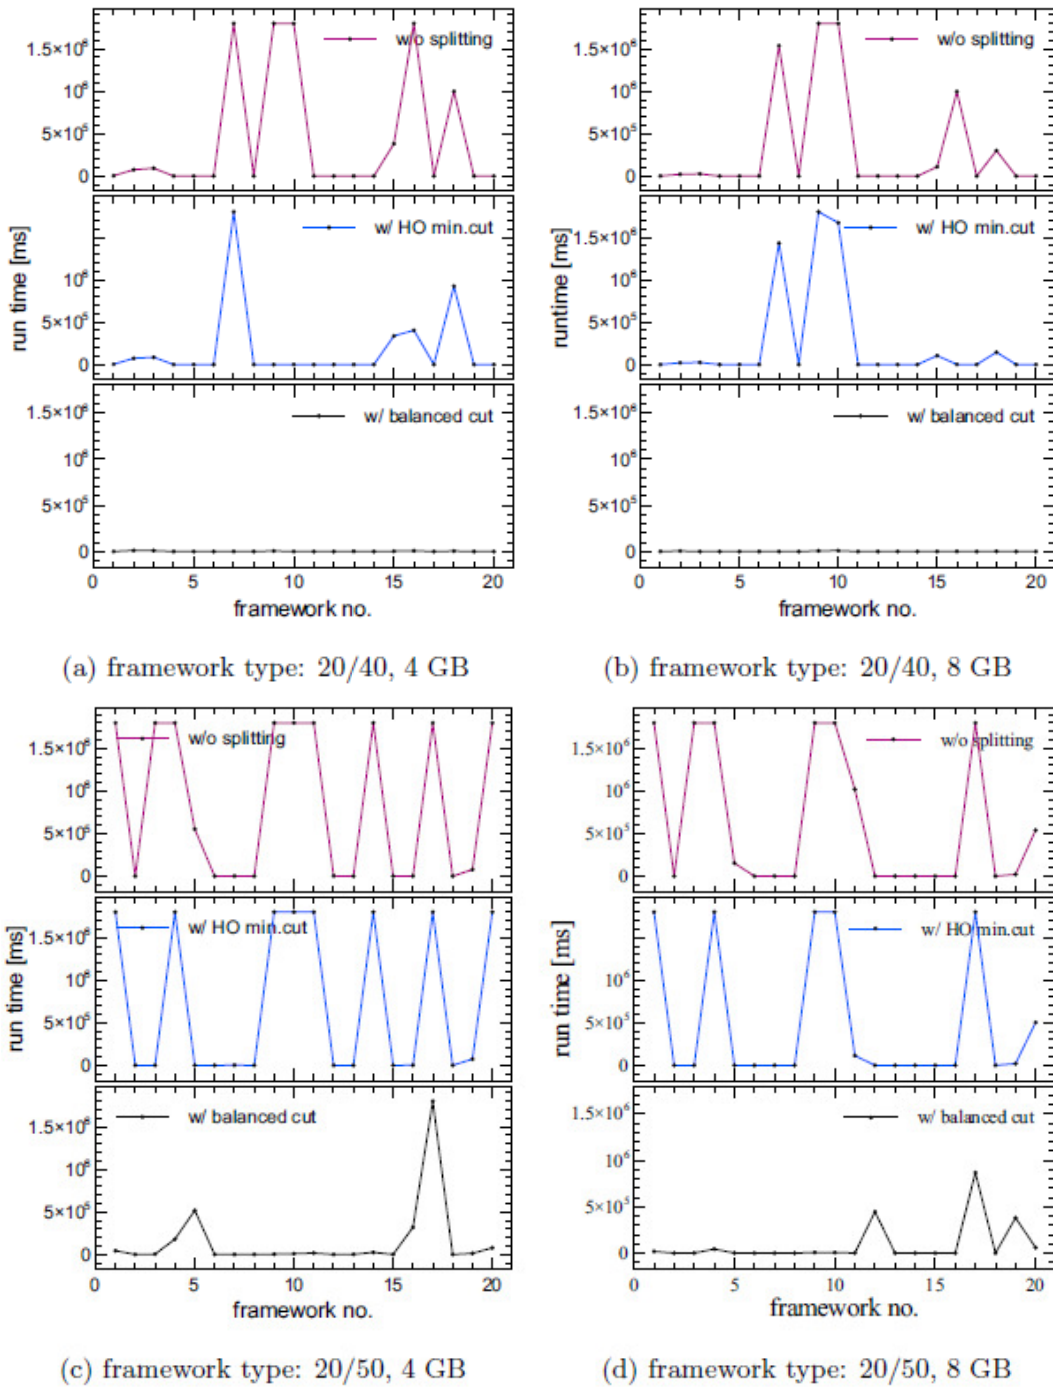 w/o splitting
1.5×10⁶
10⁶
5×10⁵
0
w/ HO min.cut
1.5×10⁶
10⁶
5×10⁵
0
run time [ms]
w/ balanced cut
1.5×10⁶
10⁶
5×10⁵
0
0 5 10 15 20
framework no.
(a) framework type: 20/40, 4 GB
w/o splitting
1.5×10⁶
10⁶
5×10⁵
0
w/ HO min.cut
1.5×10⁶
10⁶
5×10⁵
0
runtime [ms]
w/ balanced cut
1.5×10⁶
10⁶
5×10⁵
0
0 5 10 15 20
framework no.
(b) framework type: 20/40, 8 GB
w/o splitting
1.5×10⁶
10⁶
5×10⁵
0
w/ HO min.cut
1.5×10⁶
10⁶
5×10⁵
0
run time [ms]
w/ balanced cut
1.5×10⁶
10⁶
5×10⁵
0
0 5 10 15 20
framework no.
(c) framework type: 20/50, 4 GB
w/o splitting
1.5×10⁶
10⁶
5×10⁵
0
w/ HO min.cut
10⁶
5×10⁵
0
run time [ms]
w/ balanced cut
1.5×10⁶
10⁶
5×10⁵
0
0 5 10 15 20
framework no.
(d) framework type: 20/50, 8 GB